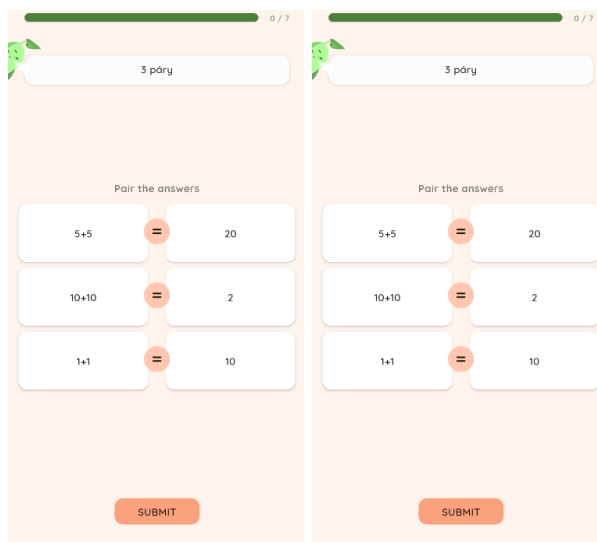 0 / 7
3 páry
Pair the answers
5+5 = 20
10+10 = 2
1+1 = 10
SUBMIT
0 / 7
3 páry
Pair the answers
5+5 = 20
10+10 = 2
1+1 = 10
SUBMIT